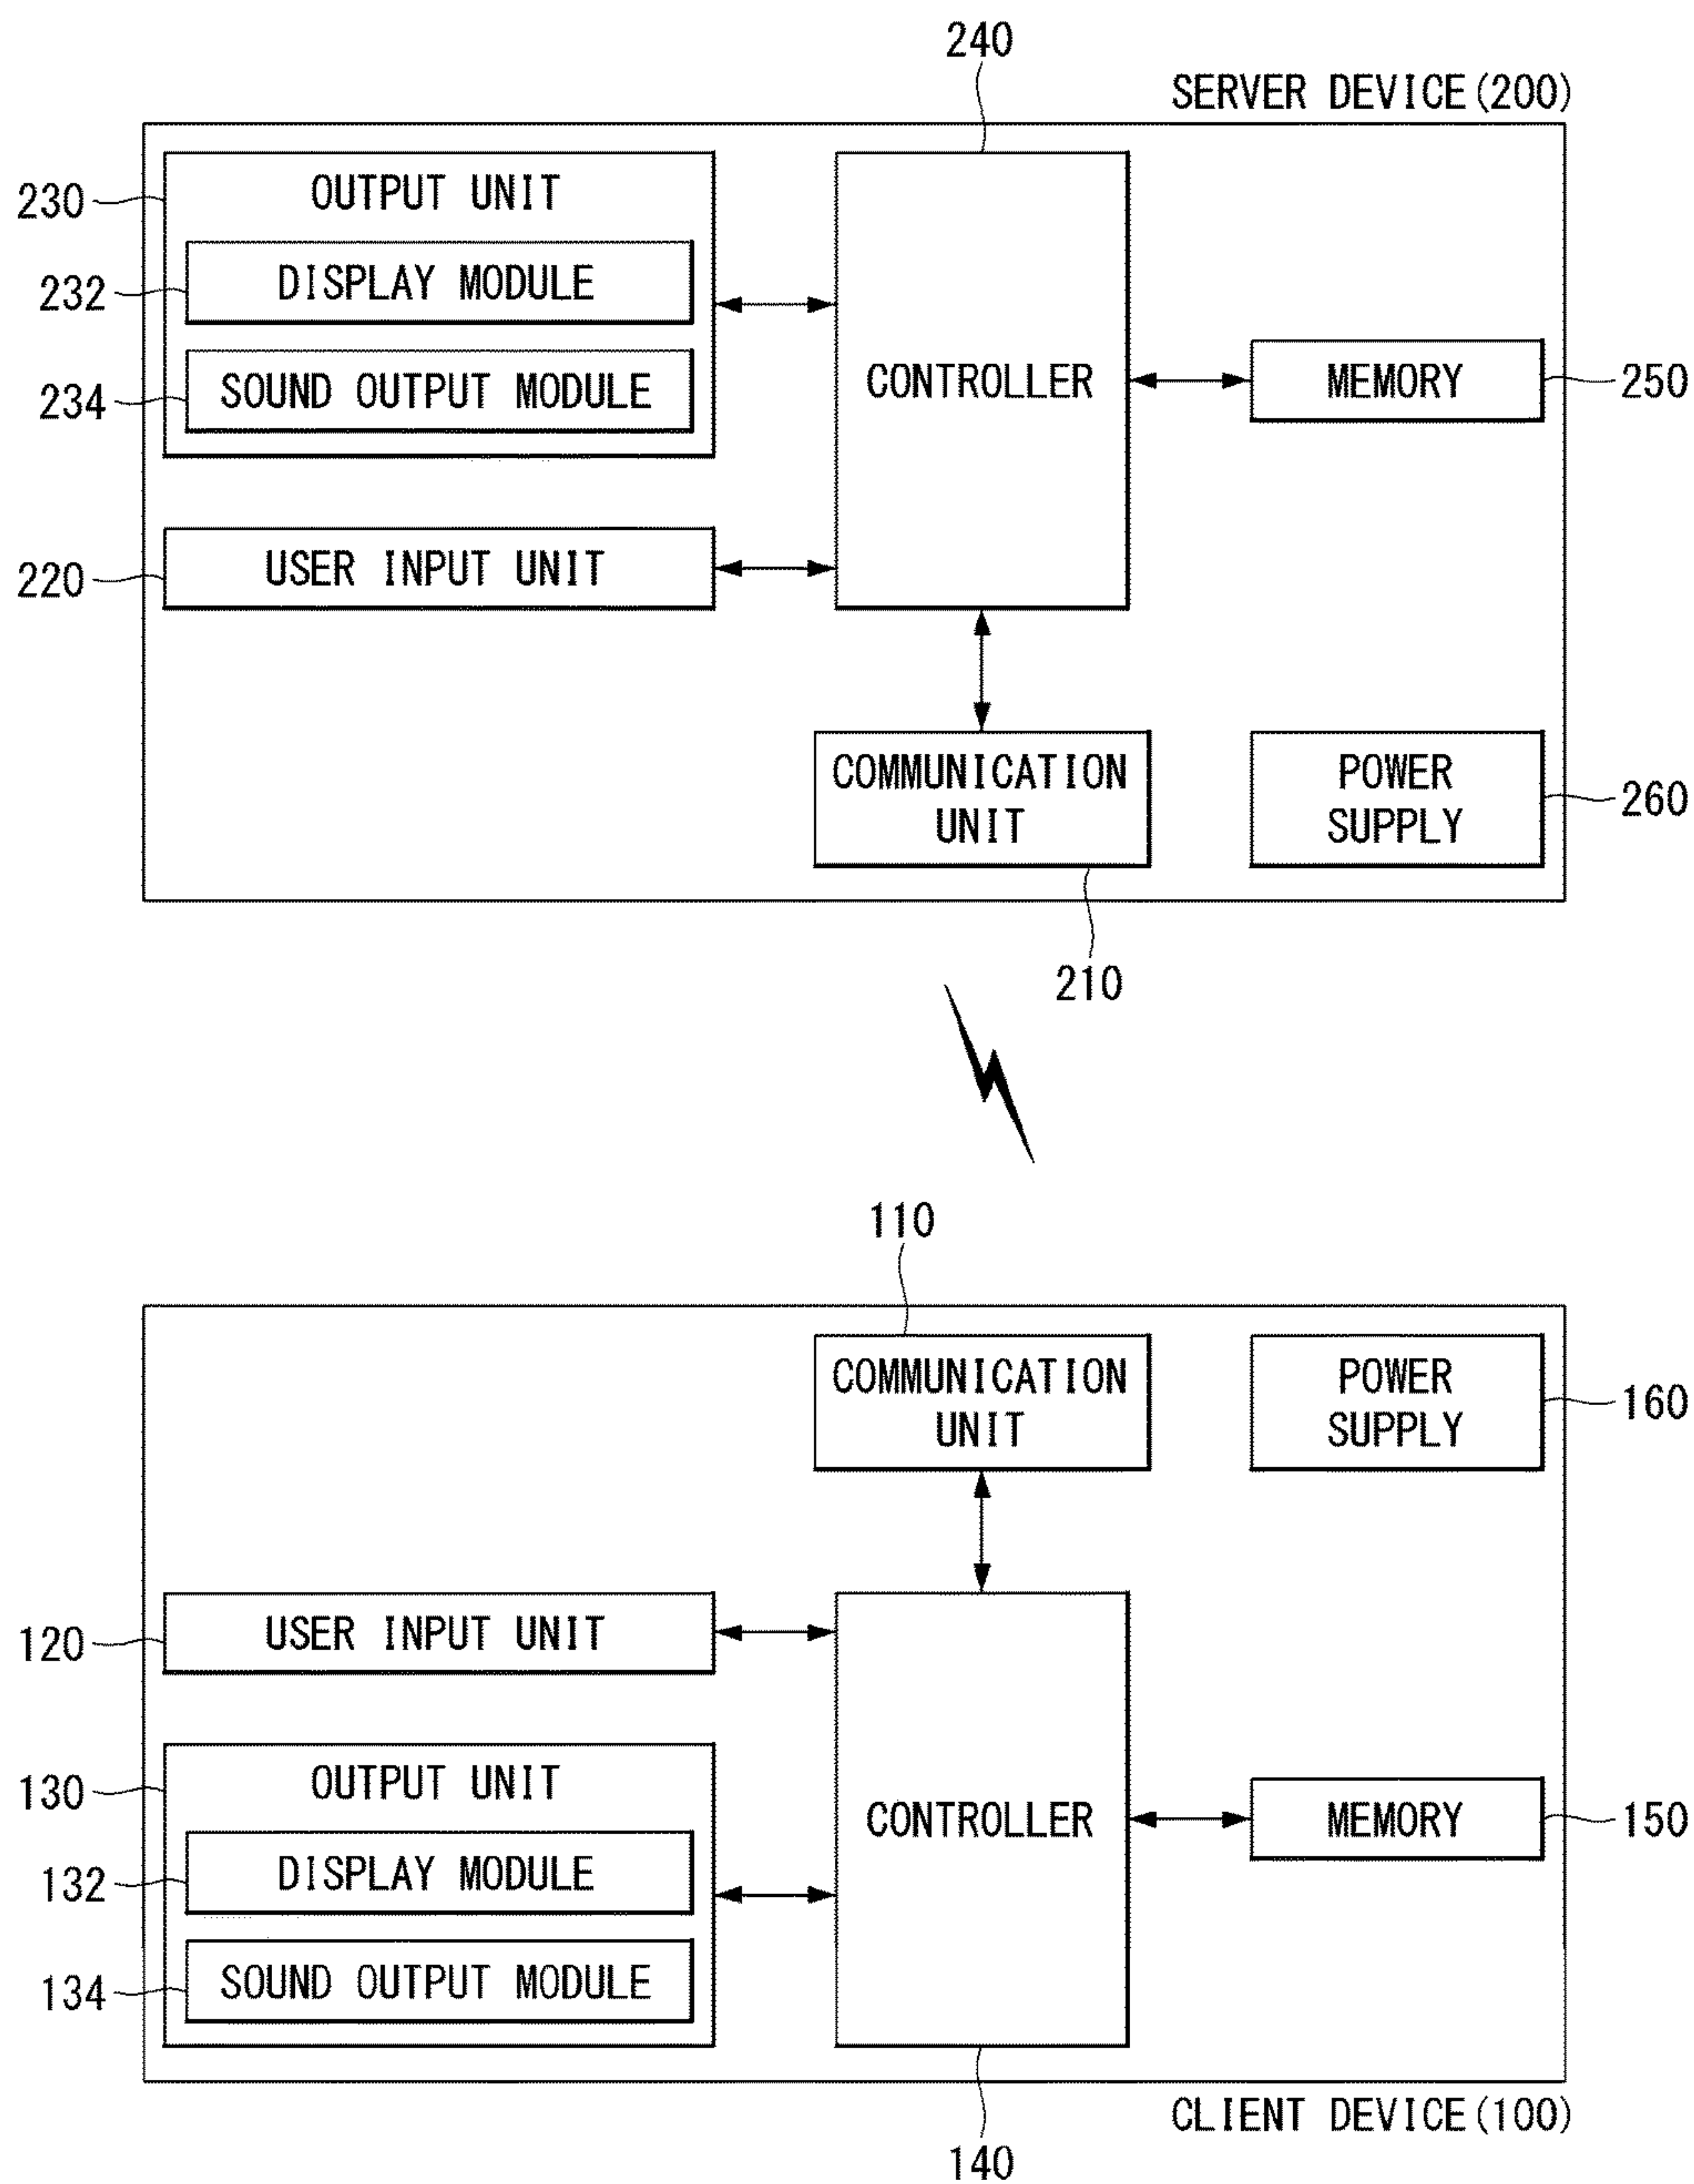 240
SERVER DEVICE(200)
230
OUTPUT UNIT
232
DISPLAY MODULE
234
SOUND OUTPUT MODULE
CONTROLLER
MEMORY
250
220
USER INPUT UNIT
COMMUNICATION
UNIT
POWER
SUPPLY
260
210
110
COMMUNICATION
UNIT
POWER
SUPPLY
160
120
USER INPUT UNIT
130
OUTPUT UNIT
132
DISPLAY MODULE
134
SOUND OUTPUT MODULE
CONTROLLER
MEMORY
150
CLIENT DEVICE(100)
140